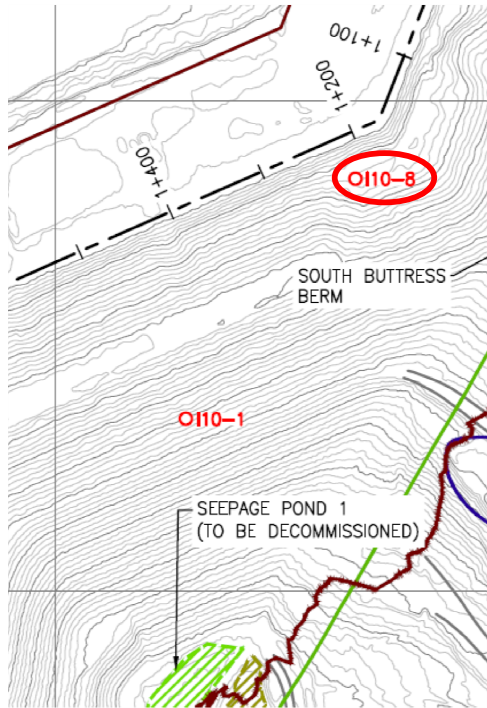 1+100
1+200
1+400
OI10-8
SOUTH BUTTRESS
BERM
OI10-1
SEEPAGE POND 1
(TO BE DECOMMISSIONED)